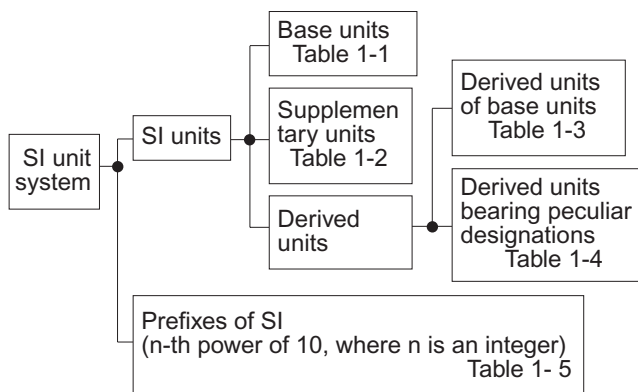 SI unit
system
SI units
Base units
Table 1-1
Supplemen
tary units
Table 1-2
Derived
units
Derived units
of base units
Table 1-3
Derived units
bearing peculiar
designations
Table 1-4
Prefixes of SI
(n-th power of 10, where n is an integer)
Table 1- 5